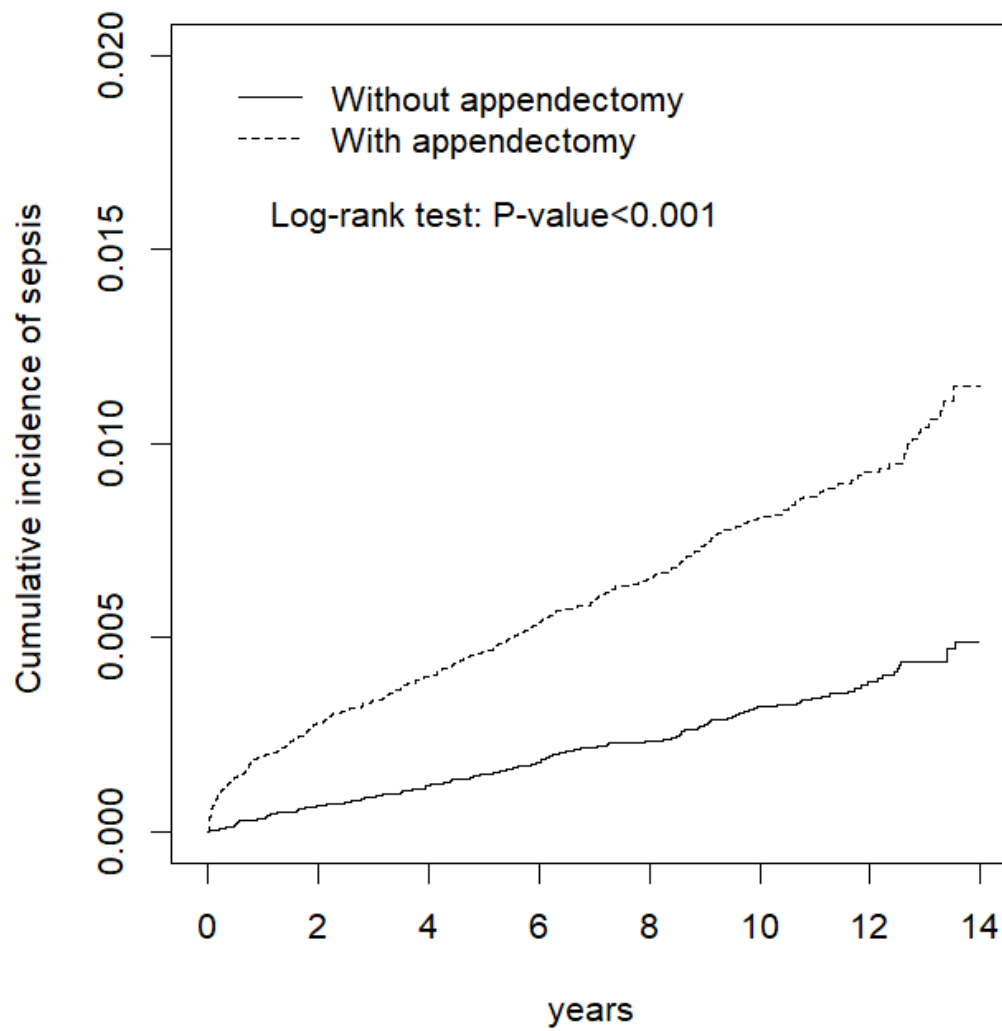 Without appendectomy
With appendectomy
Log-rank test: P-value<0.001
Cumulative incidence of sepsis
0.020
0.015
0.010
0.005
0.000
0 2 4 6 8 10 12 14
years